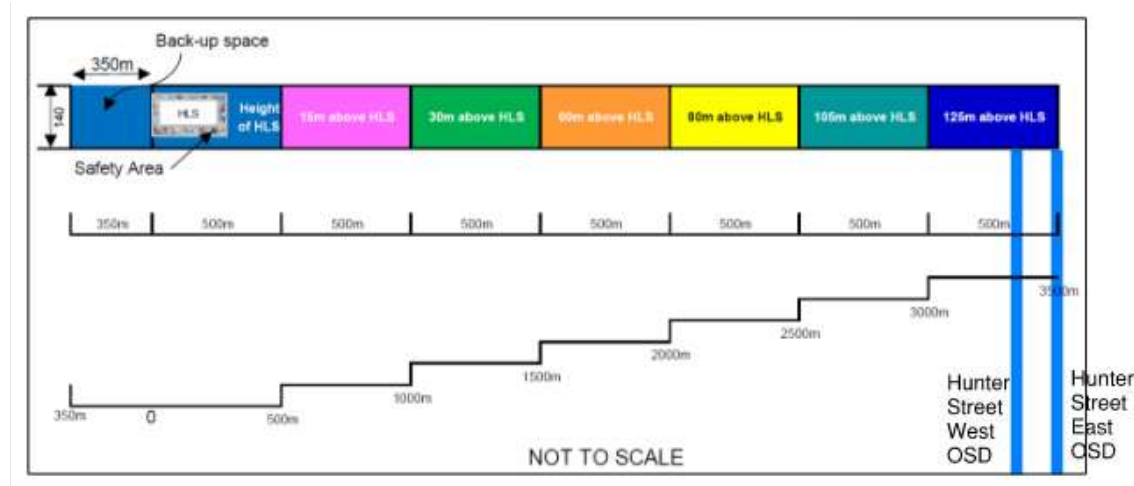 Back-up space
350m
140
HLS
Height
of HLS
15m above HLS
30m above HLS
60m above HLS
80m above HLS
105m above HLS
125m above HLS
Safety Area
350m
500m
500m
500m
500m
500m
500m
500m
3500m
3000m
2500m
2000m
1500m
1000m
350m
0
500m
Hunter
Street
West
OSD
Hunter
Street
East
OSD
NOT TO SCALE